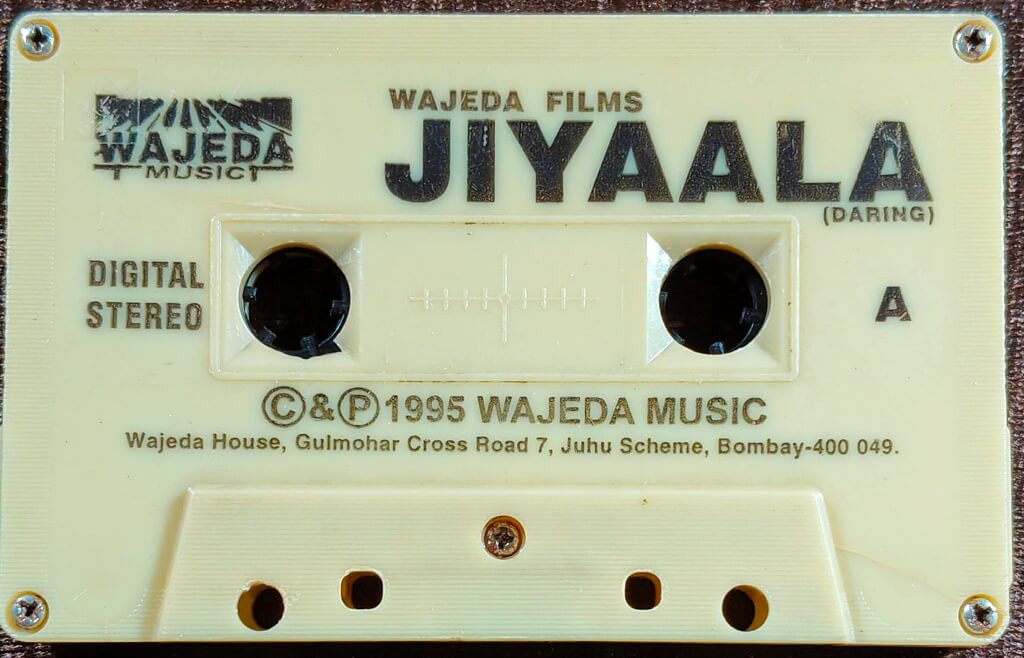 WAJEDA
MUSIC
WAJEDA FILMS
JIYAALA
(DARING)
DIGITAL
STEREO
A
©&℗1995 WAJEDA MUSIC
Wajeda House, Gulmohar Cross Road 7, Juhu Scheme, Bombay-400 049.